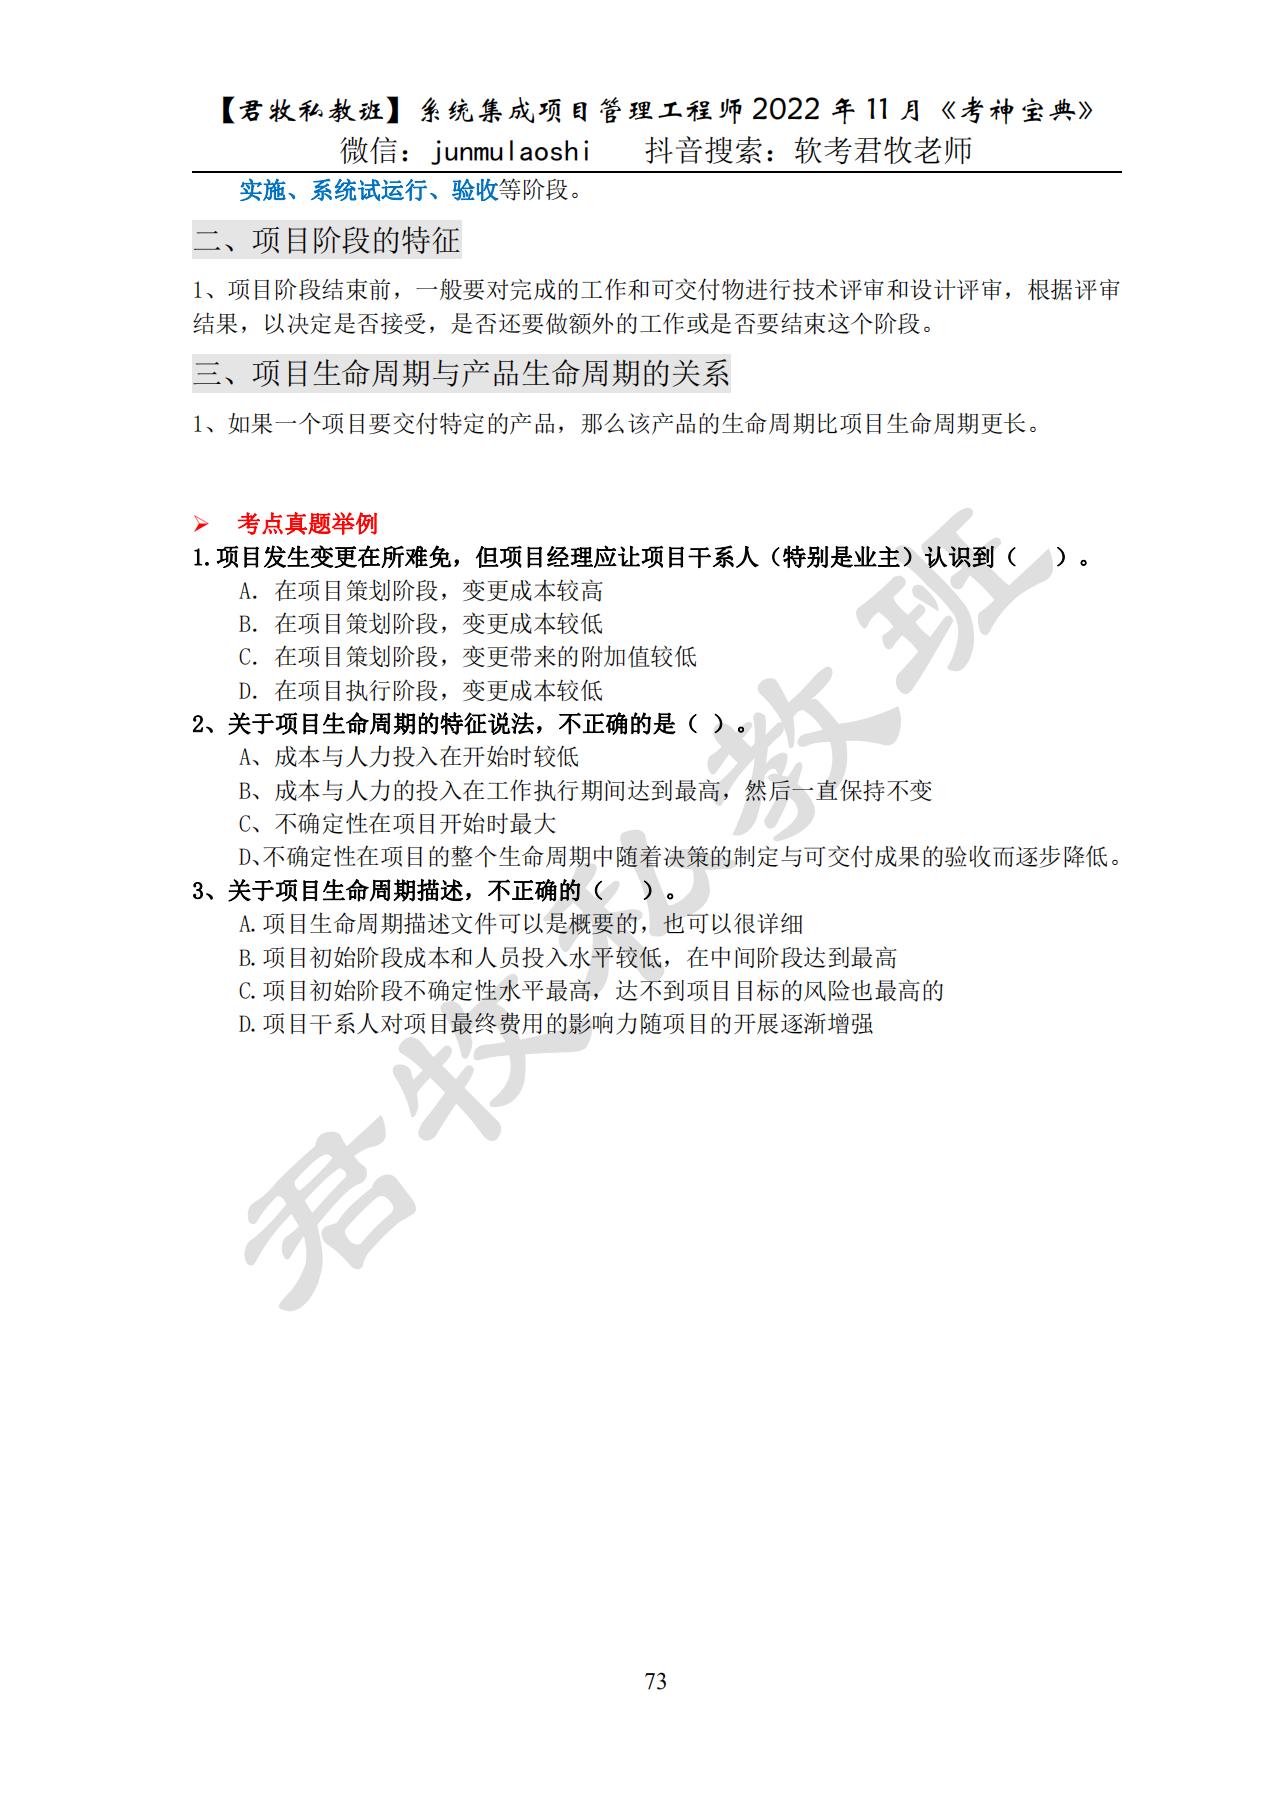 【君牧私教班】系统集成项目管理工程师 2022 年 11 月《考神宝典》
微信：junmulaoshi 抖音搜索：软考君牧老师
实施、系统试运行、验收等阶段。
二、项目阶段的特征
1、项目阶段结束前，一般要对完成的工作和可交付物进行技术评审和设计评审，根据评审
结果，以决定是否接受，是否还要做额外的工作或是否要结束这个阶段。
三、项目生命周期与产品生命周期的关系
1、如果一个项目要交付特定的产品，那么该产品的生命周期比项目生命周期更长。
➢ 考点真题举例
1.项目发生变更在所难免，但项目经理应让项目干系人（特别是业主）认识到（ ）。
A．在项目策划阶段，变更成本较高
B．在项目策划阶段，变更成本较低
C．在项目策划阶段，变更带来的附加值较低
D．在项目执行阶段，变更成本较低
2、关于项目生命周期的特征说法，不正确的是（ ）。
A、成本与人力投入在开始时较低
B、成本与人力的投入在工作执行期间达到最高，然后一直保持不变
C、不确定性在项目开始时最大
D、不确定性在项目的整个生命周期中随着决策的制定与可交付成果的验收而逐步降低。
3、关于项目生命周期描述，不正确的（ ）。
A.项目生命周期描述文件可以是概要的，也可以很详细
B.项目初始阶段成本和人员投入水平较低，在中间阶段达到最高
C.项目初始阶段不确定性水平最高，达不到项目目标的风险也最高的
D.项目干系人对项目最终费用的影响力随项目的开展逐渐增强
君牧私教班
73